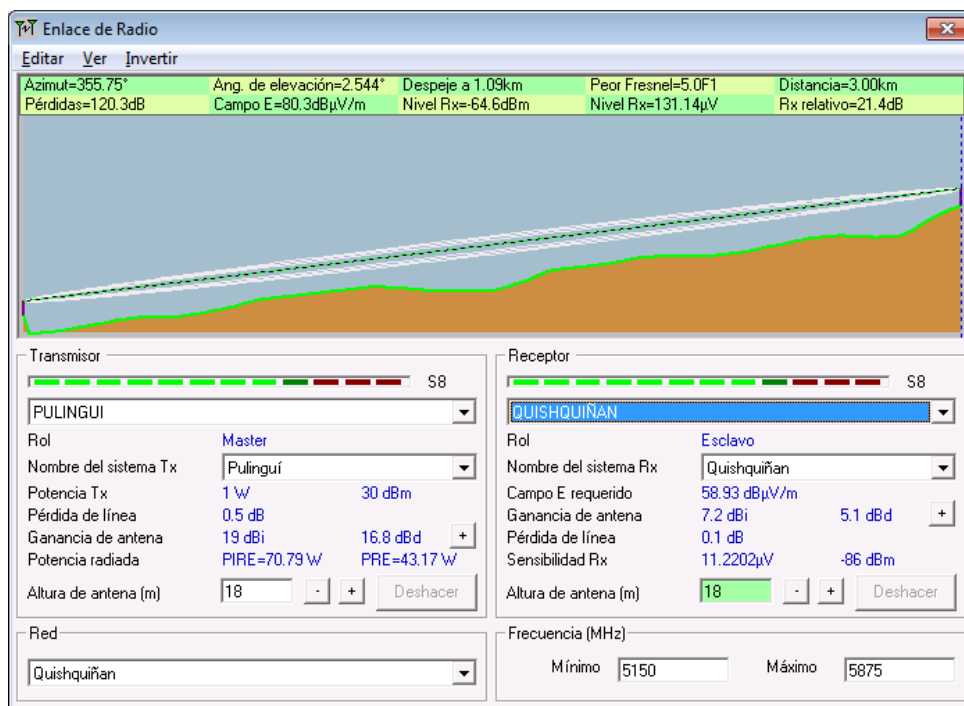 Enlace de Radio
Editar Ver Invertir
Azimut=355.75° Ang. de elevación=2.544° Despeje a 1.09km Peor Fresnel=5.0F1 Distancia=3.00km
Pérdidas=120.3dB Campo E=80.3dBµV/m Nivel Rx=-64.6dBm Nivel Rx=131.14µV Rx relativo=21.4dB
Transmisor
S8
PULINGUI
Rol Master
Nombre del sistema Tx Pulinguí
Potencia Tx 1 W 30 dBm
Pérdida de línea 0.5 dB
Ganancia de antena 19 dBi 16.8 dBd +
Potencia radiada PIRE=70.79 W PRE=43.17 W
Altura de antena (m) 18 - + Deshacer
Red
Quishquiñan
Receptor
S8
QUISHQUIÑAN
Rol Esclavo
Nombre del sistema Rx Quishquiñan
Campo E requerido 58.93 dBµV/m
Ganancia de antena 7.2 dBi 5.1 dBd +
Pérdida de línea 0.1 dB
Sensibilidad Rx 11.2202µV -86 dBm
Altura de antena (m) 18 - + Deshacer
Frecuencia (MHz)
Mínimo 5150 Máximo 5875